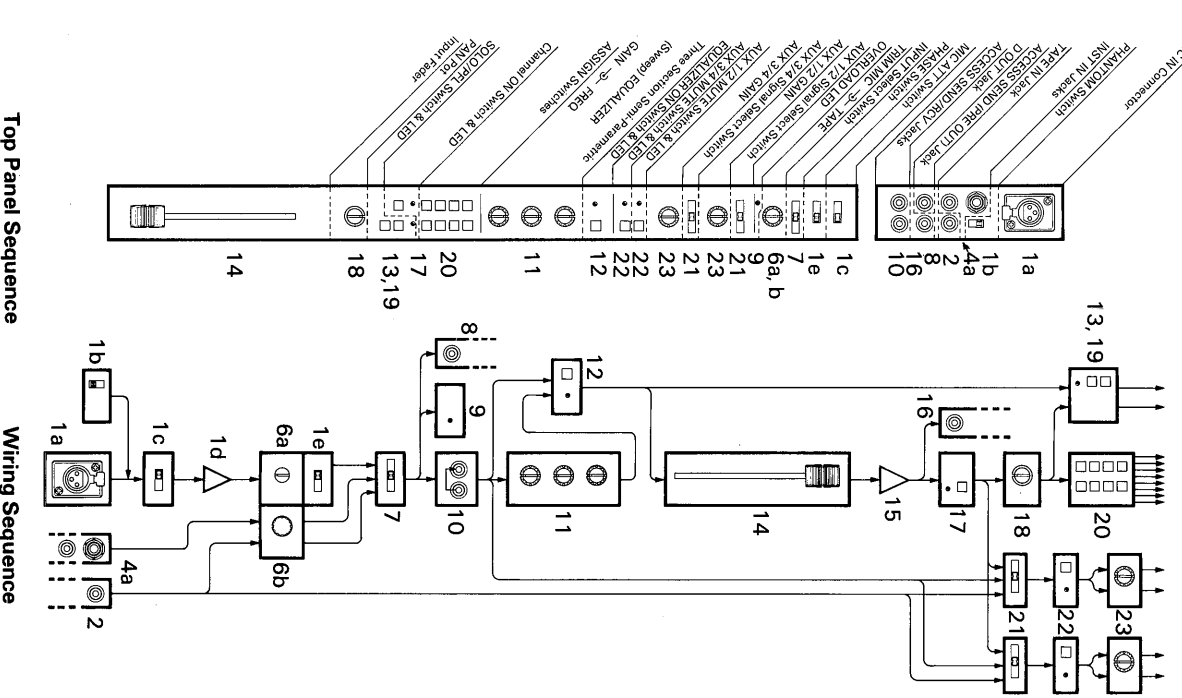 C IN Connector
PHANTOM Switch
INST IN Jacks
TAPE IN Jack
ACCESS SEND (PRE OUT) Jack
D OUT Jack
ACCESS SEND/RECV Jacks
MIC ATT Switch
PHASE Switch
INPUT Select Switch
TRIM MIC -⊖- TAPE
OVERLOAD LED
AUX 1/2 Signal Select Switch
AUX 1/2 GAIN
AUX 3/4 Signal Select Switch
AUX 3/4 GAIN
AUX 1/2 MUTE Switch & LED
AUX 3/4 MUTE Switch & LED
EQUALIZER ON Switch & LED
Three Section Semi-Parametric
(Sweep) EQUALIZER
GAIN -⊖- FREQ
ASSIGN Switches
Channel ON Switch & LED
SOLO/PFL Switch & LED
PAN Pot
Input Fader
1a
1b
4a
2
8
16
10
1c
1e
7
6a, b
9
21
23
21
23
22
22
12
11
20
17
13,19
18
14
Top Panel Sequence
13, 19
20
18
17
16
15
14
12
11
10
9
8
7
1e
6a
6b
1d
1c
1b
1a
4a
2
21
22
23
Wiring Sequence